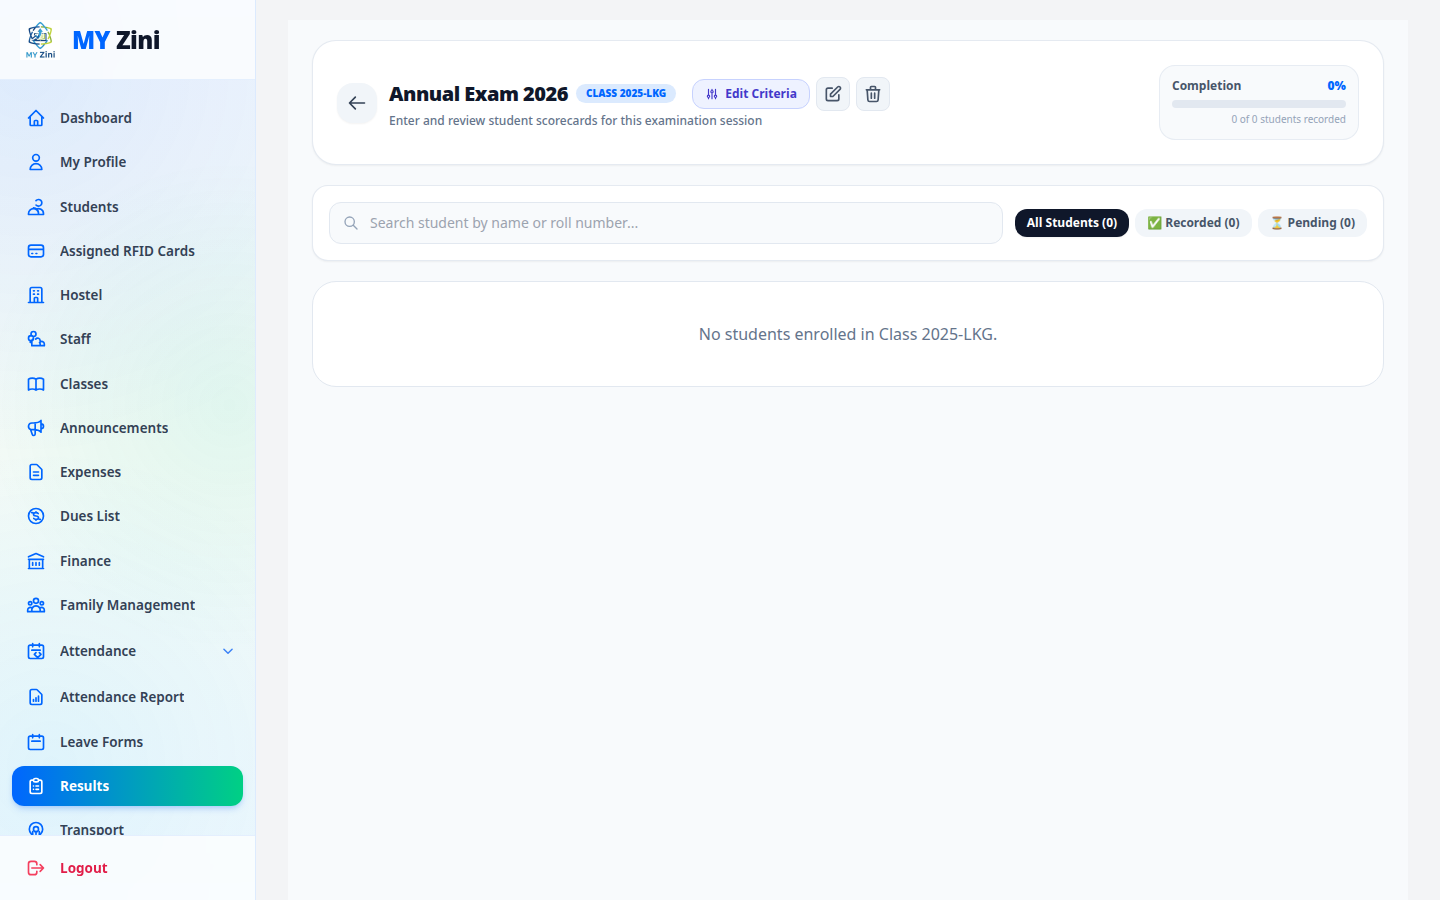 MY Zini
MY Zini
Dashboard
My Profile
Students
Assigned RFID Cards
Hostel
Staff
Classes
Announcements
Expenses
Dues List
Finance
Family Management
Attendance
Attendance Report
Leave Forms
Results
Transport
Logout
Annual Exam 2026
CLASS 2025-LKG
Edit Criteria
Enter and review student scorecards for this examination session
Completion 0%
0 of 0 students recorded
Search student by name or roll number...
All Students (0)
✅ Recorded (0)
⏳ Pending (0)
No students enrolled in Class 2025-LKG.